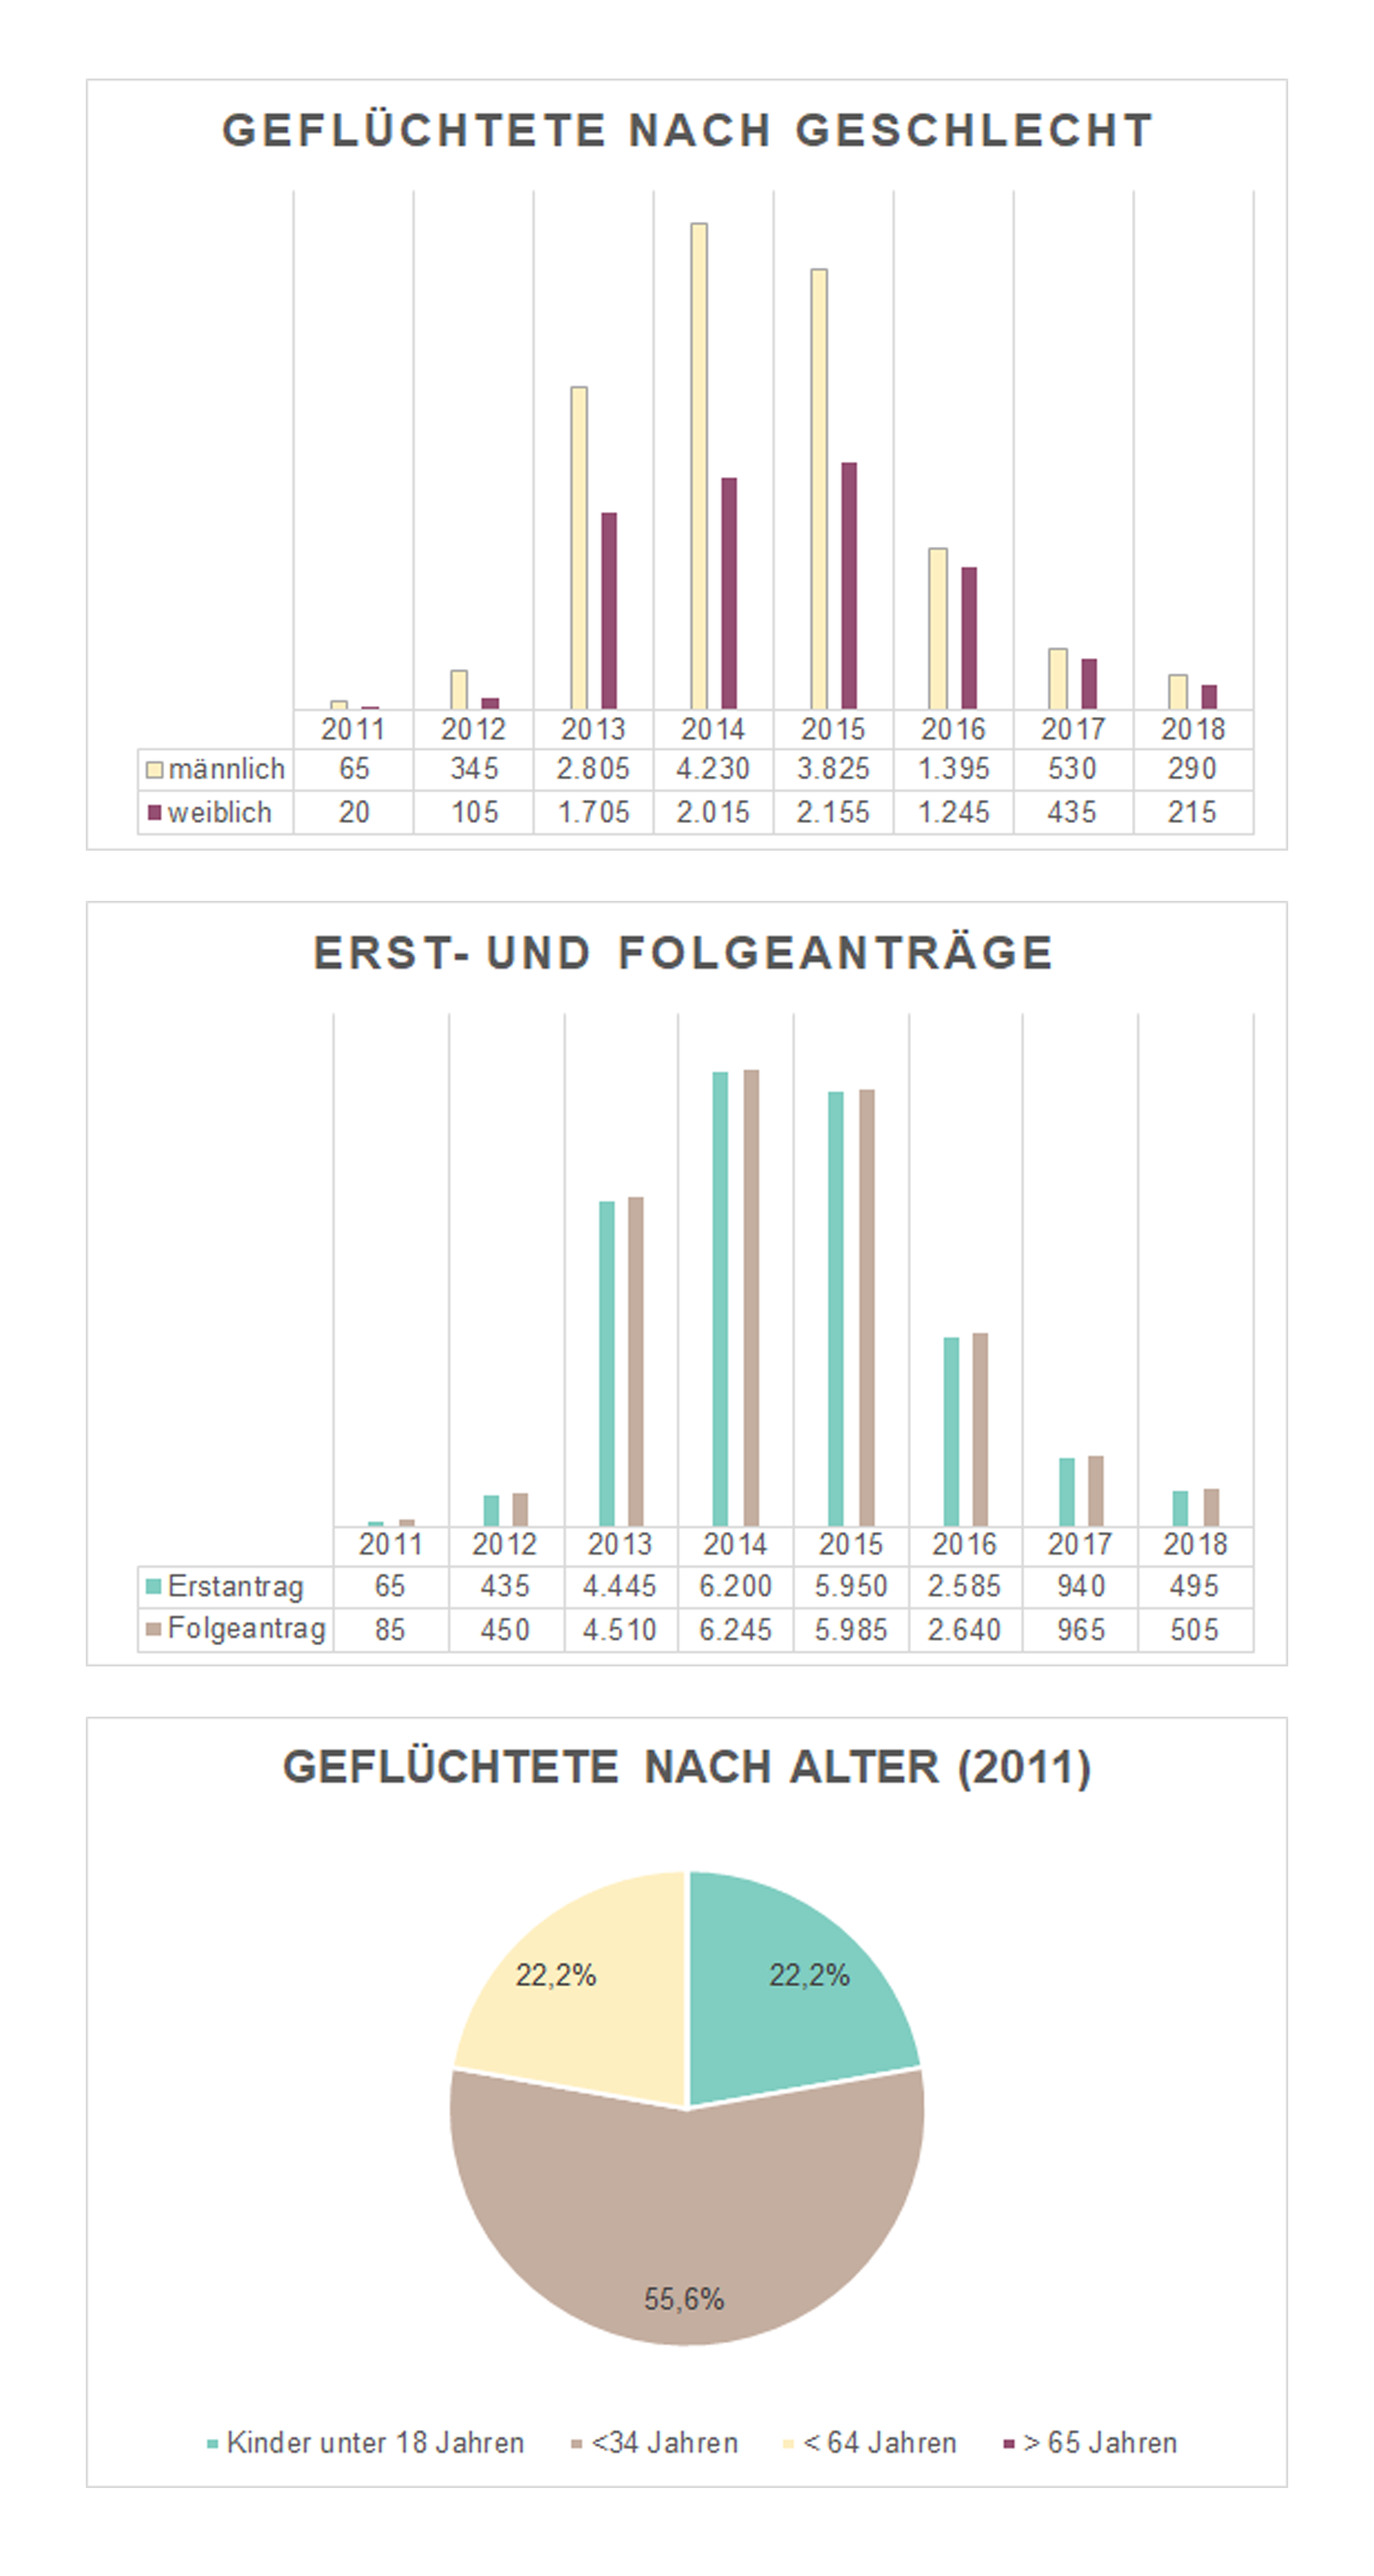 GEFLÜCHTETE NACH GESCHLECHT
2011 2012 2013 2014 2015 2016 2017 2018
männlich 65 345 2.805 4.230 3.825 1.395 530 290
weiblich 20 105 1.705 2.015 2.155 1.245 435 215
ERST- UND FOLGEANTRÄGE
2011 2012 2013 2014 2015 2016 2017 2018
Erstantrag 65 435 4.445 6.200 5.950 2.585 940 495
Folgeantrag 85 450 4.510 6.245 5.985 2.640 965 505
GEFLÜCHTETE NACH ALTER (2011)
22,2% 22,2%
55,6%
Kinder unter 18 Jahren <34 Jahren < 64 Jahren > 65 Jahren